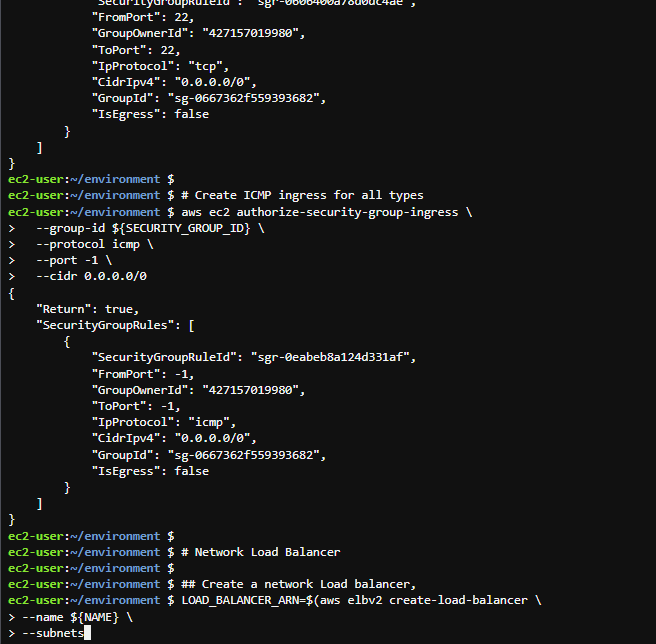 "SecurityGroupRuleId": "sgr-0606400a78d0dc4ae",
"FromPort": 22,
"GroupOwnerId": "427157019980",
"ToPort": 22,
"IpProtocol": "tcp",
"CidrIpv4": "0.0.0.0/0",
"GroupId": "sg-0667362f559393682",
"IsEgress": false
}
]
}
ec2-user:~/environment $
ec2-user:~/environment $ # Create ICMP ingress for all types
ec2-user:~/environment $ aws ec2 authorize-security-group-ingress \
>   --group-id ${SECURITY_GROUP_ID} \
>   --protocol icmp \
>   --port -1 \
>   --cidr 0.0.0.0/0
{
"Return": true,
"SecurityGroupRules": [
{
"SecurityGroupRuleId": "sgr-0eabeb8a124d331af",
"FromPort": -1,
"GroupOwnerId": "427157019980",
"ToPort": -1,
"IpProtocol": "icmp",
"CidrIpv4": "0.0.0.0/0",
"GroupId": "sg-0667362f559393682",
"IsEgress": false
}
]
}
ec2-user:~/environment $
ec2-user:~/environment $ # Network Load Balancer
ec2-user:~/environment $
ec2-user:~/environment $ ## Create a network Load balancer,
ec2-user:~/environment $ LOAD_BALANCER_ARN=$(aws elbv2 create-load-balancer \
> --name ${NAME} \
> --subnets